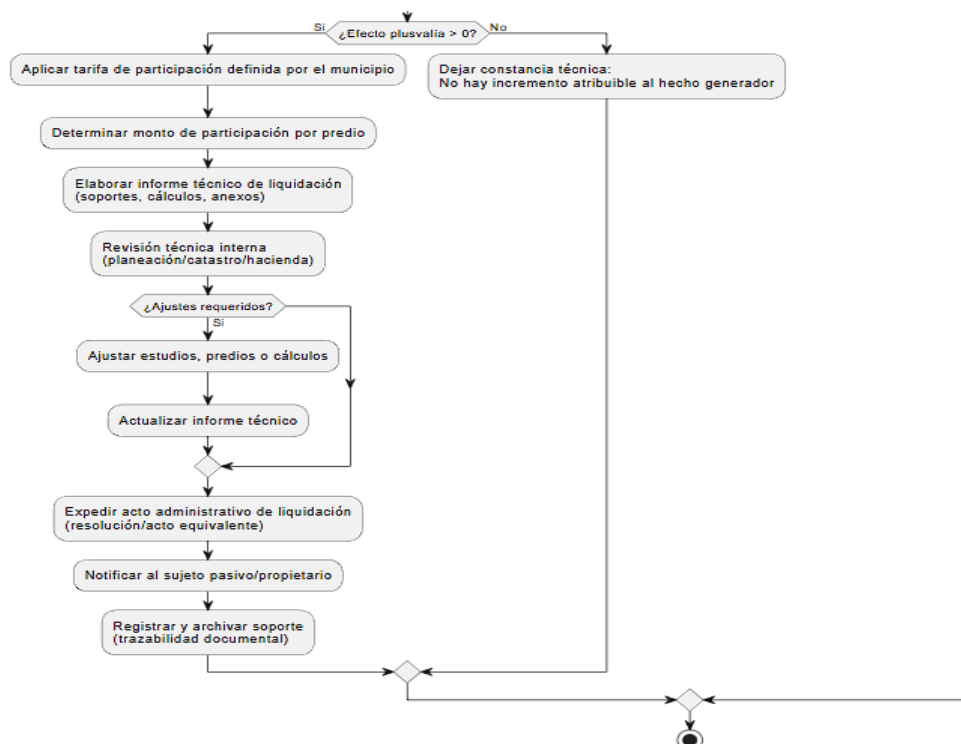 Sí
¿Efecto plusvalía > 0?
No
Aplicar tarifa de participación definida por el municipio
Dejar constancia técnica:
No hay incremento atribuible al hecho generador
Determinar monto de participación por predio
Elaborar informe técnico de liquidación
(soportes, cálculos, anexos)
Revisión técnica interna
(planeación/catastro/hacienda)
¿Ajustes requeridos?
Sí
Ajustar estudios, predios o cálculos
Actualizar informe técnico
Expedir acto administrativo de liquidación
(resolución/acto equivalente)
Notificar al sujeto pasivo/propietario
Registrar y archivar soporte
(trazabilidad documental)